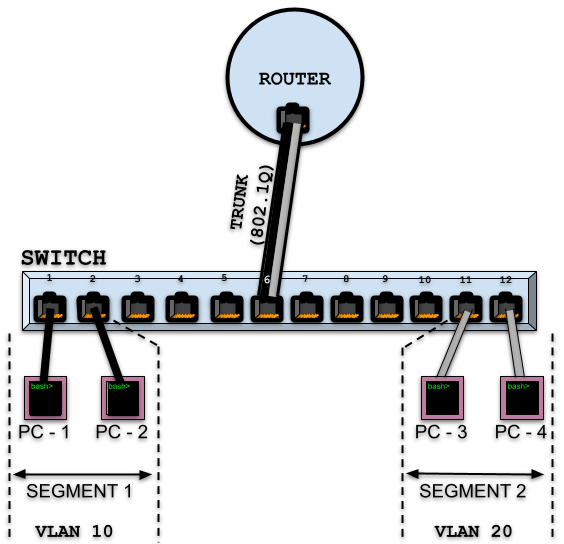 ROUTER
TRUNK
(802.1Q)
SWITCH
1 2 3 4 5 6 7 8 9 10 11 12
bash> bash> bash> bash>
PC - 1 PC - 2 PC - 3 PC - 4
SEGMENT 1 SEGMENT 2
VLAN 10 VLAN 20